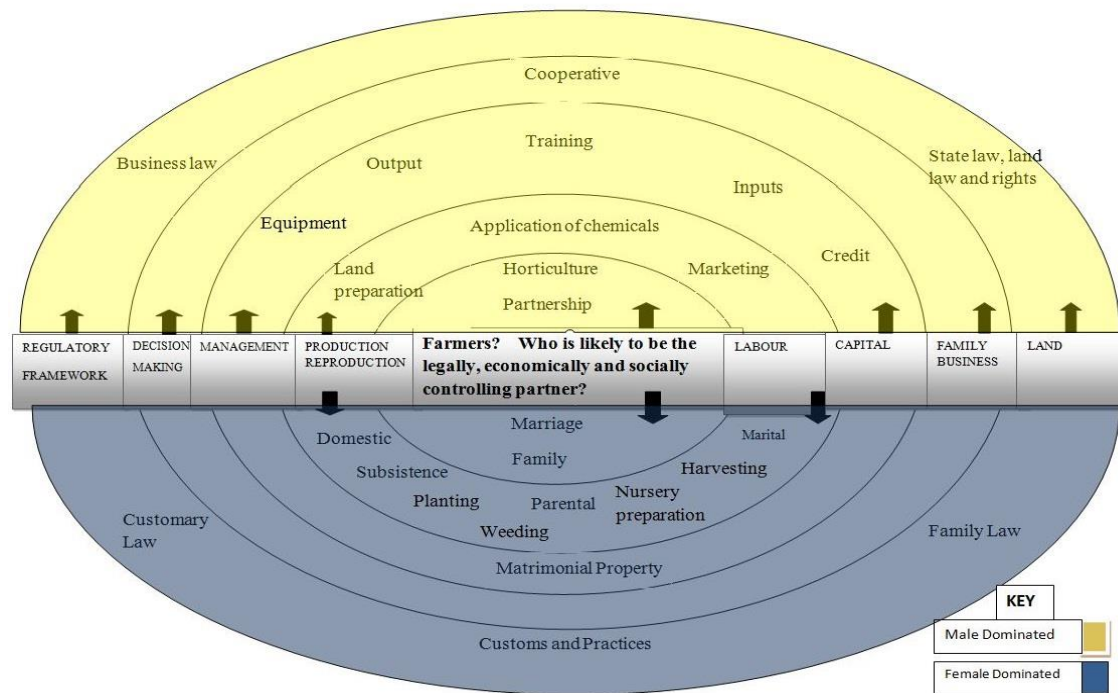 Cooperative
Training
Business law
Output
State law, land
law and rights
Inputs
Equipment
Application of chemicals
Credit
Land
preparation
Horticulture
Marketing
Partnership
REGULATORY
FRAMEWORK
DECISION
MAKING
MANAGEMENT
PRODUCTION
REPRODUCTION
Farmers? Who is likely to be the
legally, economically and socially
controlling partner?
LABOUR
CAPITAL
FAMILY
BUSINESS
LAND
Marriage
Domestic
Marital
Family
Subsistence
Harvesting
Planting
Parental
Nursery
preparation
Weeding
Customary
Law
Family Law
Matrimonial Property
Customs and Practices
KEY
Male Dominated
Female Dominated